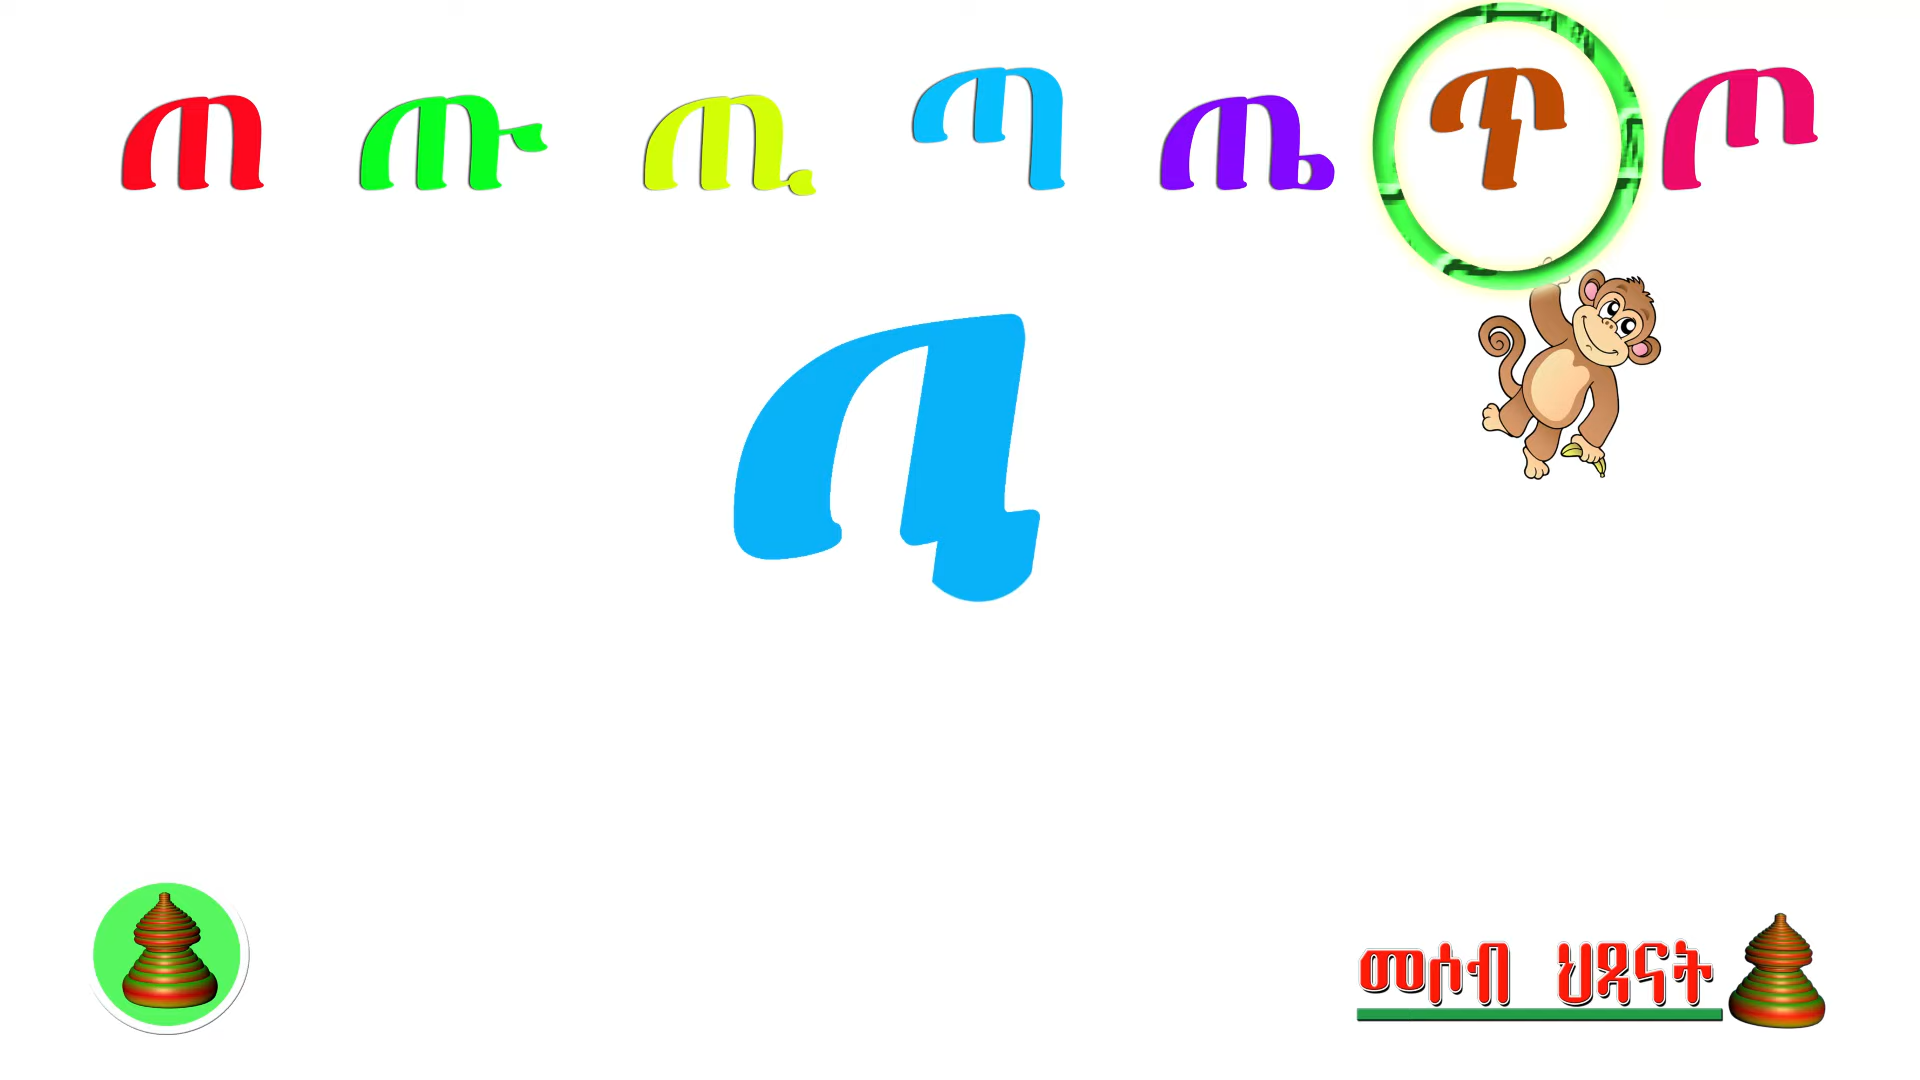 ጠ ጡ ጢ ጣ ጤ ጥ ጦ
መሶብ ህጻናት